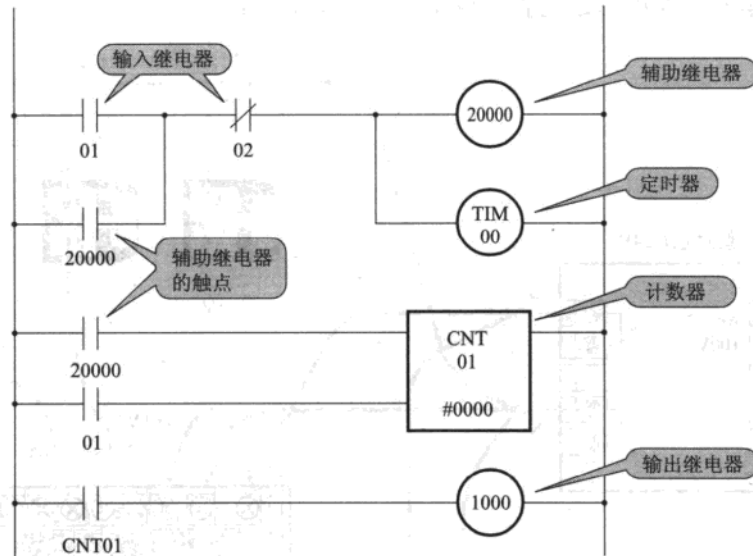 输入继电器
辅助继电器
01
02
20000
定时器
TIM
00
20000
辅助继电器
的触点
计数器
20000
CNT
01
#0000
01
输出继电器
1000
CNT01